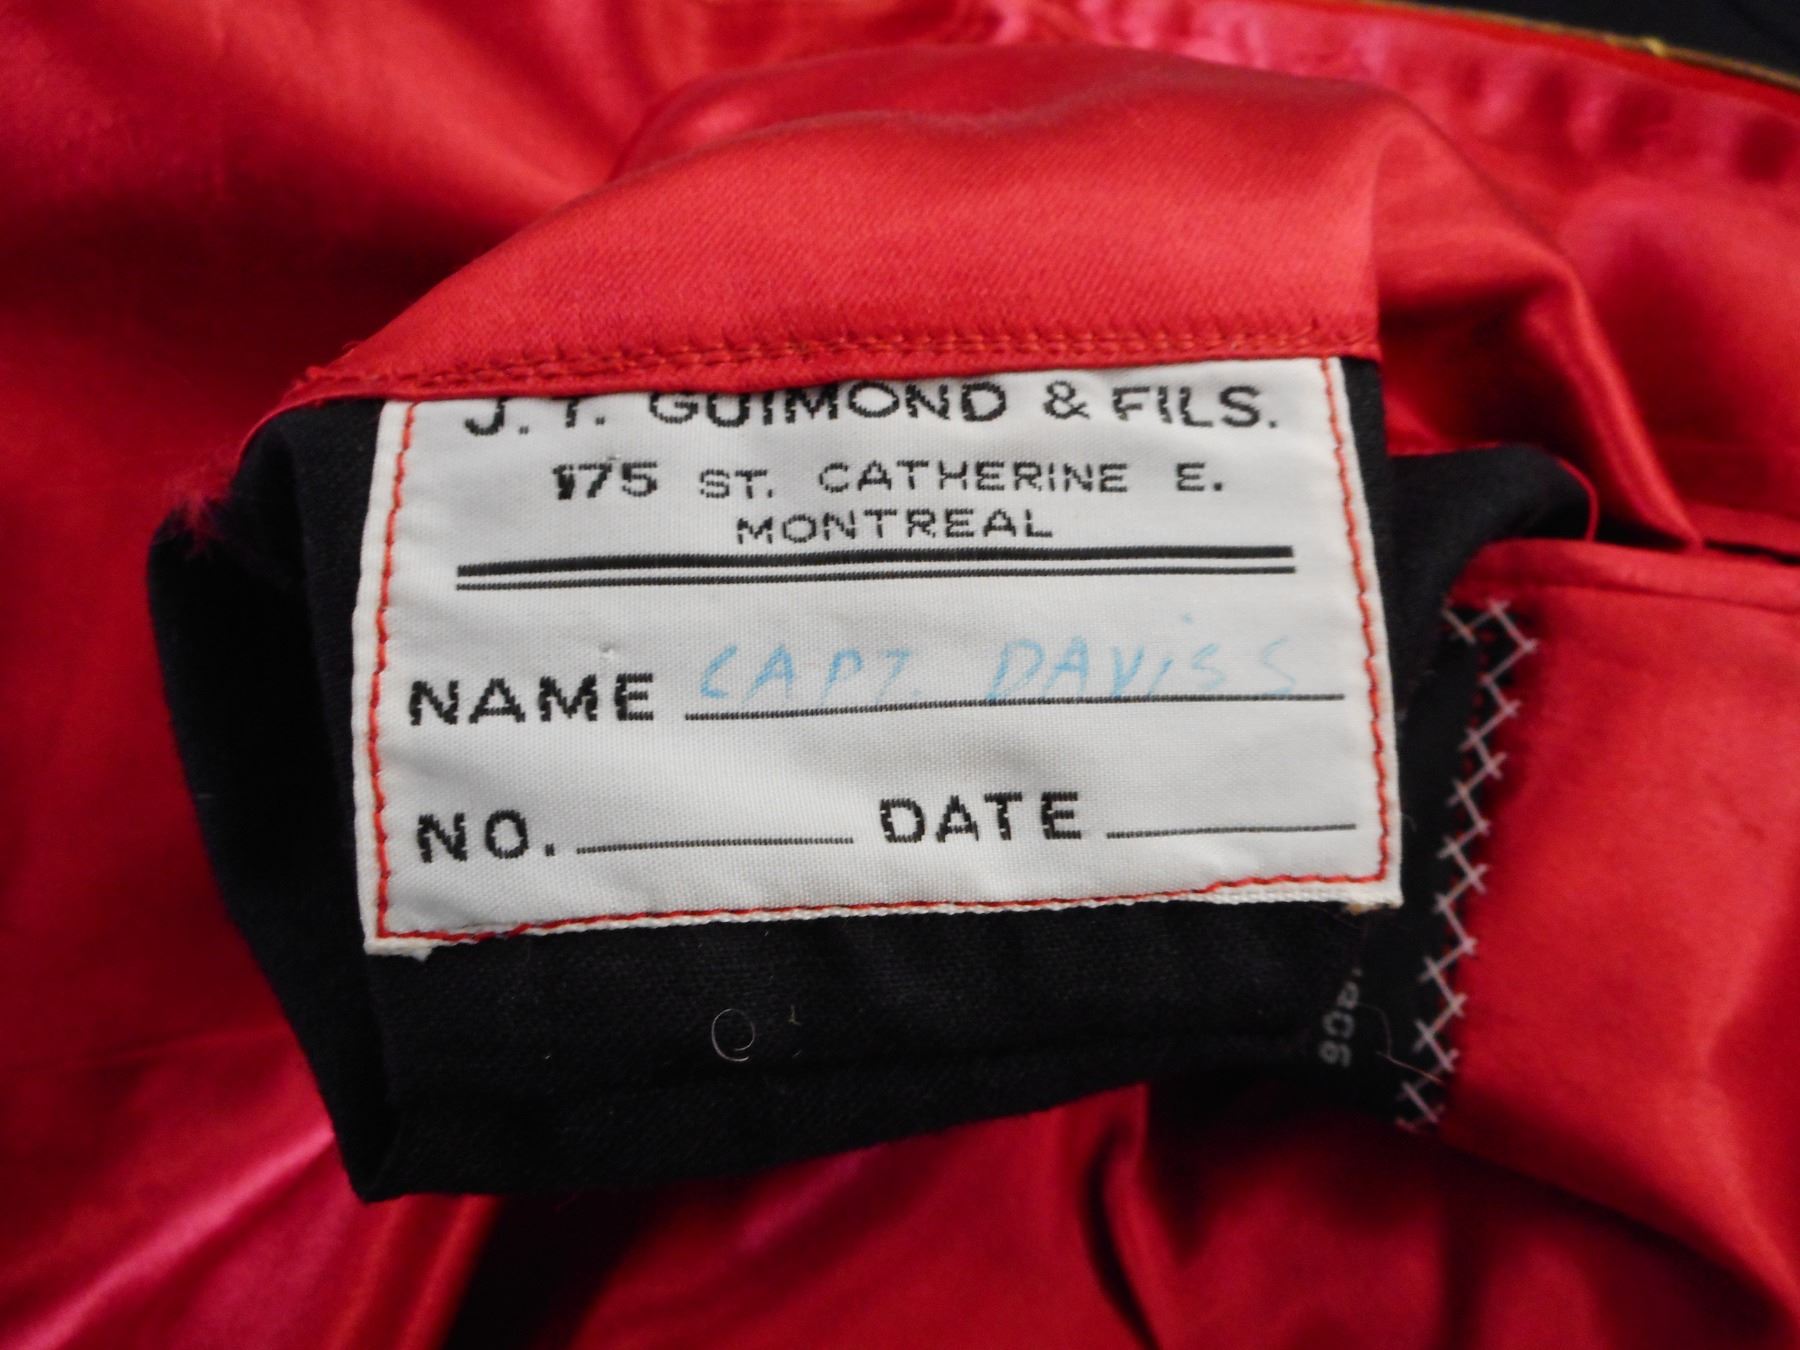 J. T. GUIMOND & FILS.
175 ST. CATHERINE E.
MONTREAL
NAME CAPT. DAViSS
NO. DATE